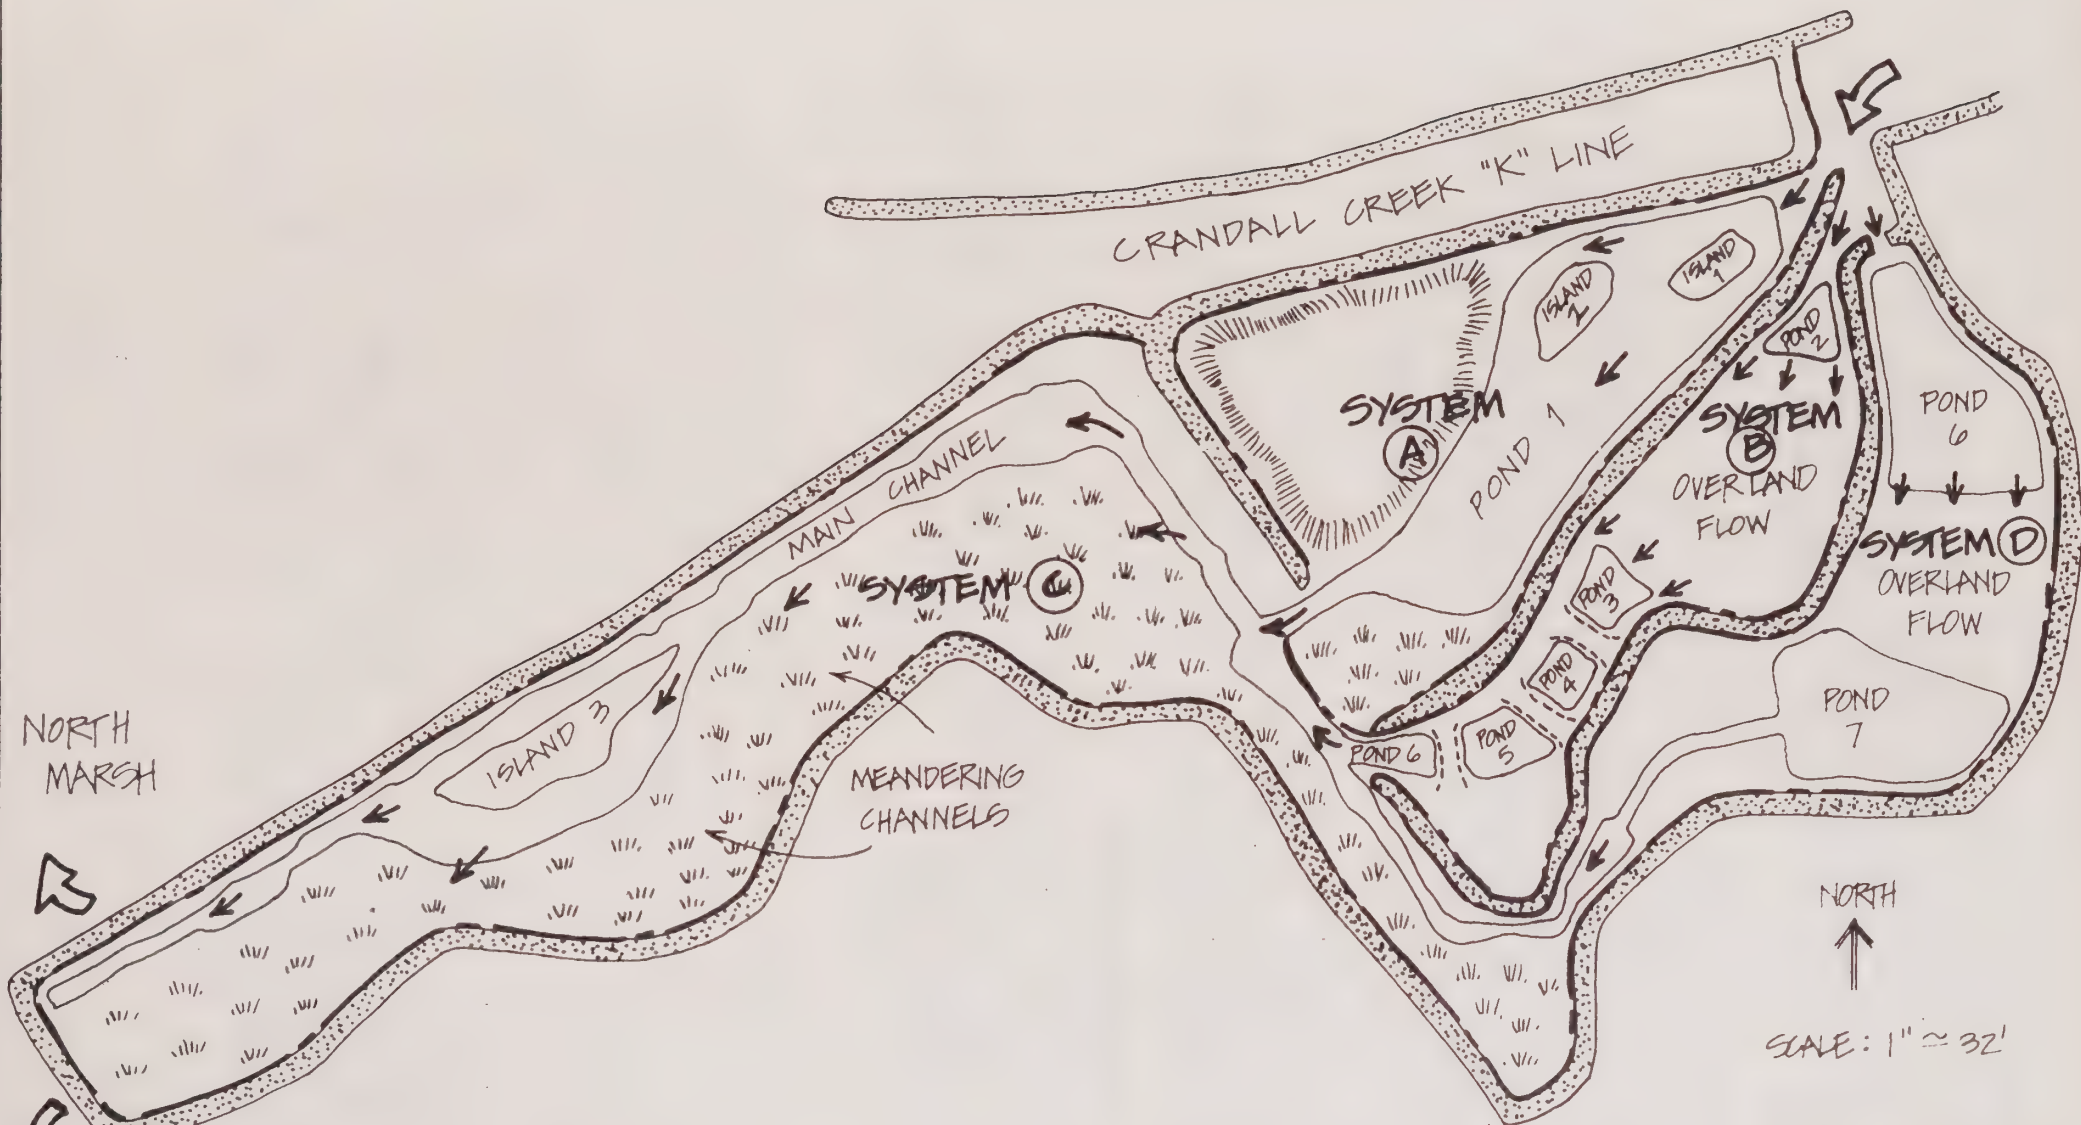 CRANDALL CREEK "K" LINE
ISLAND
1
ISLAND
2
POND
2
SYSTEM
A
POND 1
SYSTEM
B
OVERLAND
FLOW
POND
6
SYSTEM D
OVERLAND
FLOW
MAIN CHANNEL
SYSTEM C
POND
3
POND
4
POND
5
POND 6
POND
7
ISLAND 3
NORTH
MARSH
MEANDERING
CHANNELS
NORTH
SCALE: 1" ≃ 32'